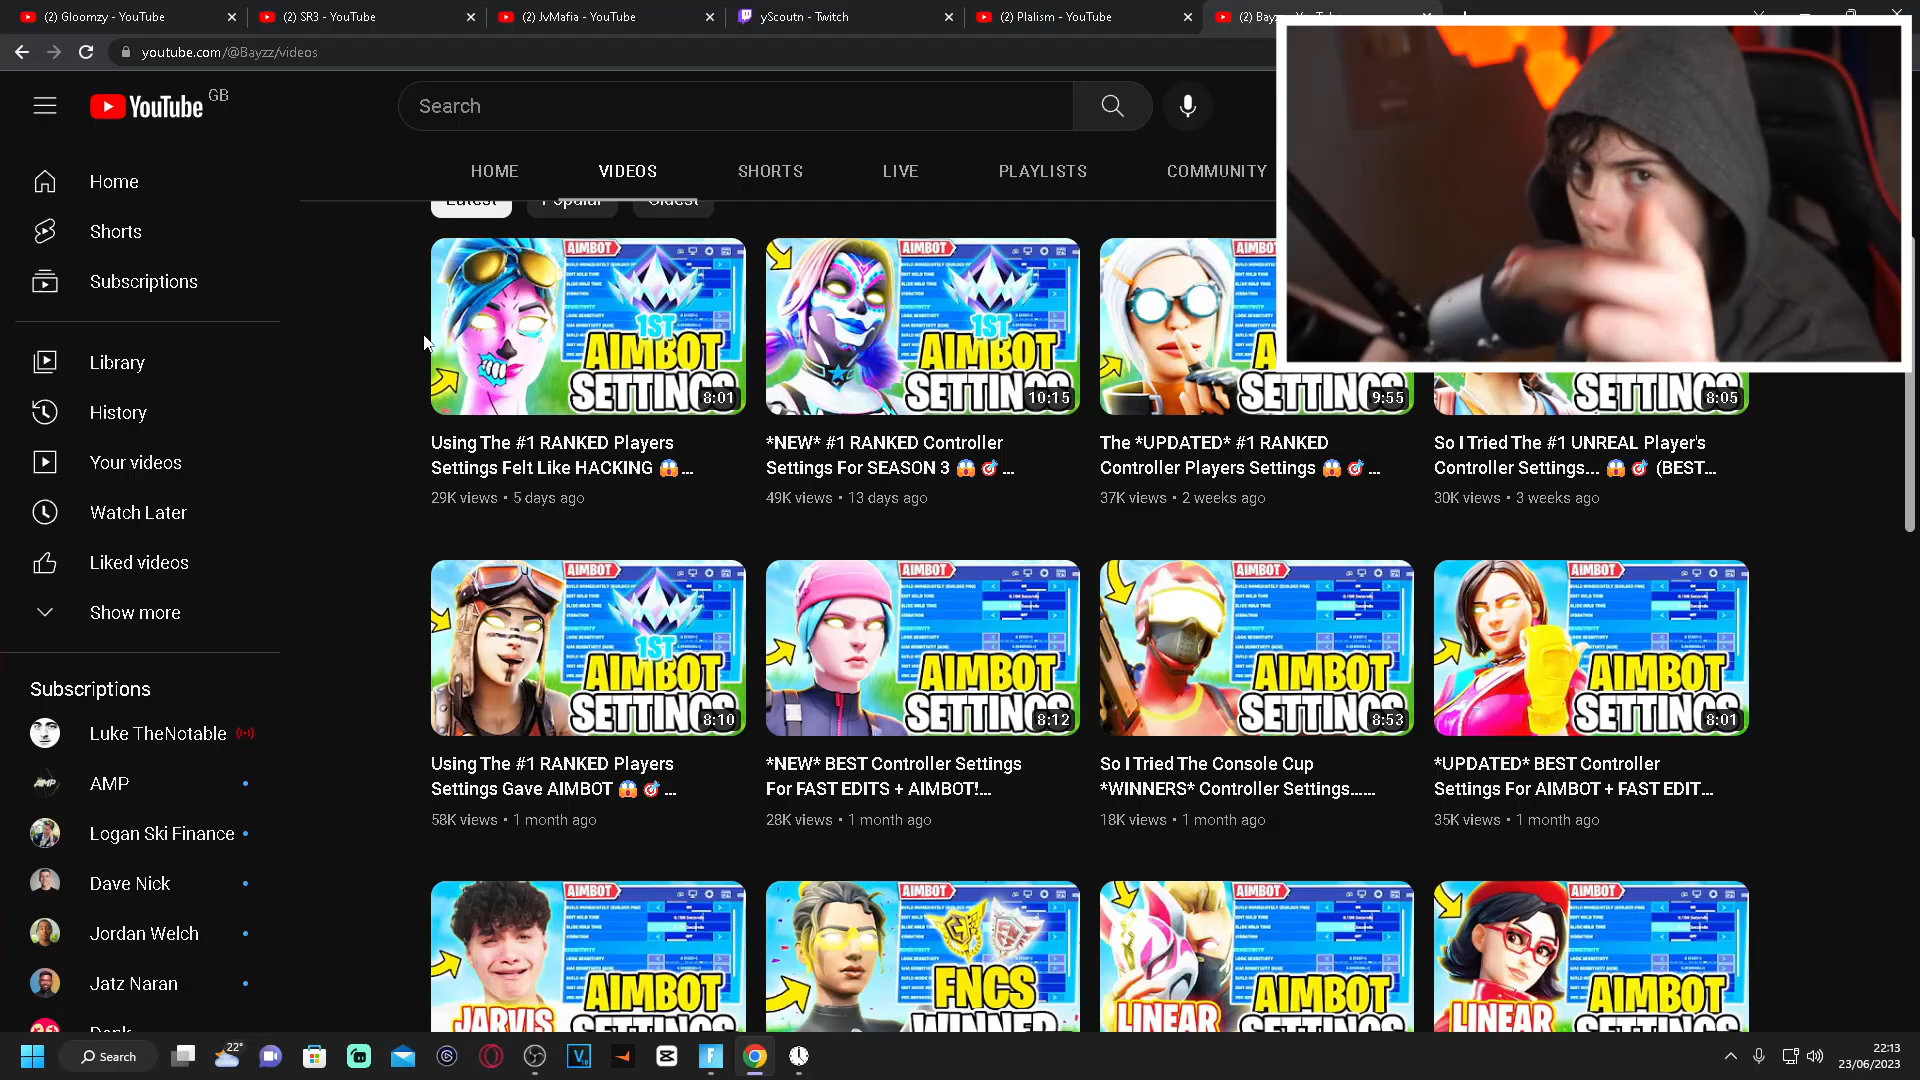 (2) Gloomzy - YouTube
(2) SR3 - YouTube
(2) JvMafia - YouTube
yScoutn - Twitch
(2) Plalism - YouTube
youtube.com/@Bayzz/videos
YouTube GB
Search
HOME
VIDEOS
SHORTS
LIVE
PLAYLISTS
COMMUNITY
Latest
Popular
Oldest
Home
Shorts
Subscriptions
Library
History
Your videos
Watch Later
Liked videos
Show more
Subscriptions
Luke TheNotable
AMP
Logan Ski Finance
Dave Nick
Jordan Welch
Jatz Naran
AIMBOT
1ST
AIMBOT
SETTINGS
8:01
Using The #1 RANKED Players
Settings Felt Like HACKING 😱...
29K views • 5 days ago
AIMBOT
1ST
AIMBOT
SETTINGS
10:15
*NEW* #1 RANKED Controller
Settings For SEASON 3 😱 🎯 ...
49K views • 13 days ago
AIMBOT
SETTINGS
9:55
The *UPDATED* #1 RANKED
Controller Players Settings 😱 🎯 ...
37K views • 2 weeks ago
SETTINGS
8:05
So I Tried The #1 UNREAL Player's
Controller Settings... 😱 🎯 (BEST...
30K views • 3 weeks ago
AIMBOT
1ST
AIMBOT
SETTINGS
8:10
Using The #1 RANKED Players
Settings Gave AIMBOT 😱 🎯 ...
58K views • 1 month ago
AIMBOT
AIMBOT
SETTINGS
8:12
*NEW* BEST Controller Settings
For FAST EDITS + AIMBOT!...
28K views • 1 month ago
AIMBOT
AIMBOT
SETTINGS
8:53
So I Tried The Console Cup
*WINNERS* Controller Settings......
18K views • 1 month ago
AIMBOT
AIMBOT
SETTINGS
8:01
*UPDATED* BEST Controller
Settings For AIMBOT + FAST EDIT...
35K views • 1 month ago
AIMBOT
JARVIS
AIMBOT
SETTINGS
AIMBOT
FNCS
WINNER
AIMBOT
LINEAR
AIMBOT
SETTINGS
AIMBOT
LINEAR
AIMBOT
SETTINGS
Search
22°
22:13
23/06/2023